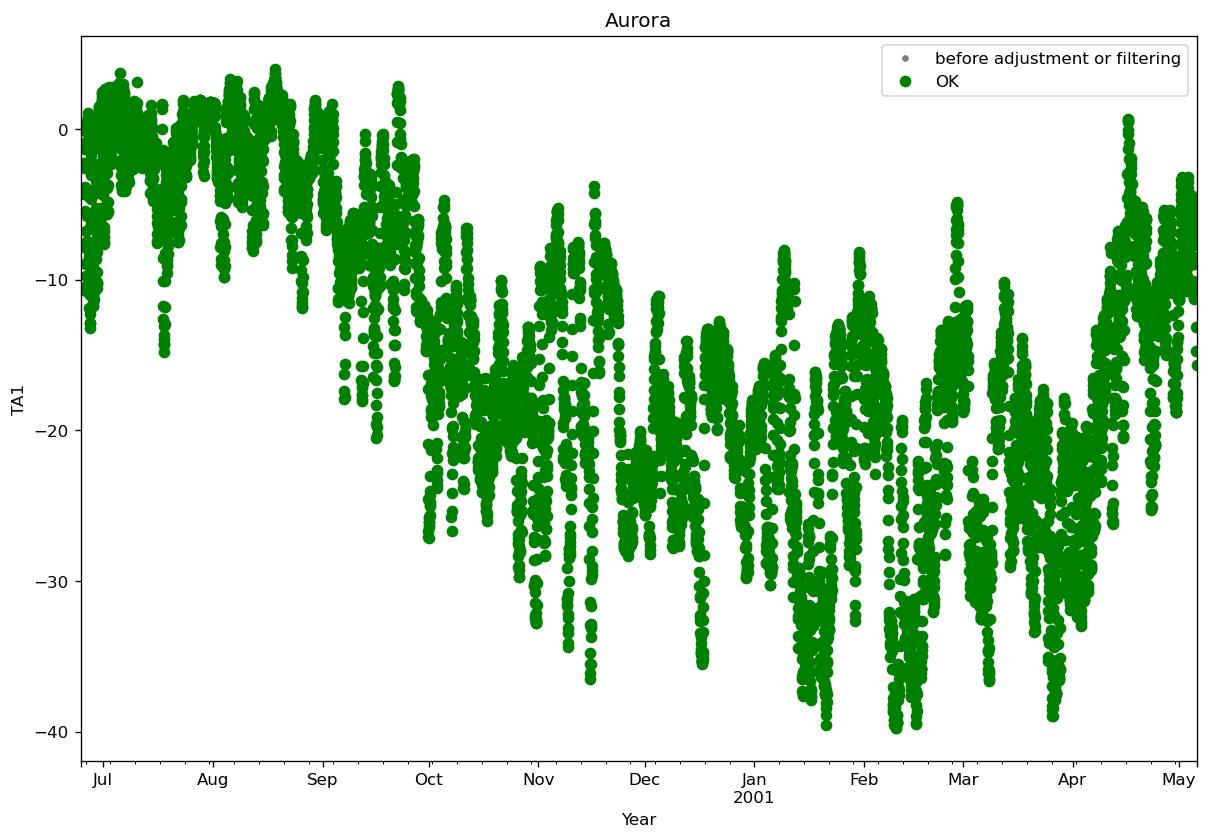 Aurora
before adjustment or filtering
OK
0
−10
−20
−30
−40
TA1
Jul Aug Sep Oct Nov Dec Jan Feb Mar Apr May
2001
Year